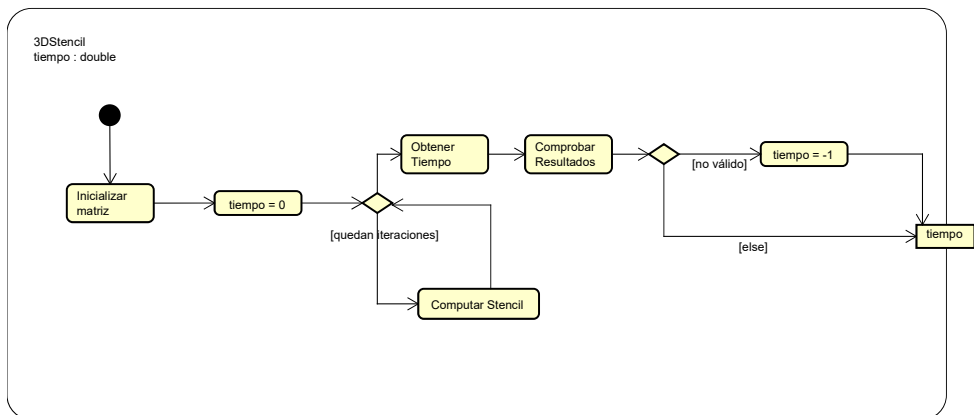 3DStencil
tiempo : double
Inicializar
matriz
tiempo = 0
[quedan iteraciones]
Computar Stencil
Obtener
Tiempo
Comprobar
Resultados
[no válido]
tiempo = -1
[else]
tiempo